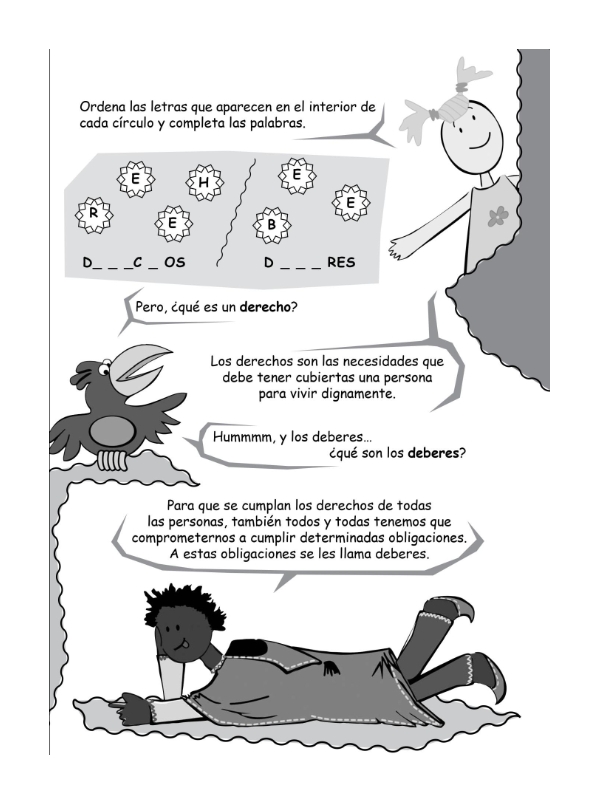 Ordena las letras que aparecen en el interior de
cada círculo y completa las palabras.
E
H
R
E
E
E
B
D_ _ _C _ OS
D _ _ _ RES
Pero, ¿qué es un derecho?
Los derechos son las necesidades que
debe tener cubiertas una persona
para vivir dignamente.
Hummmm, y los deberes...
¿qué son los deberes?
Para que se cumplan los derechos de todas
las personas, también todos y todas tenemos que
comprometernos a cumplir determinadas obligaciones.
A estas obligaciones se les llama deberes.